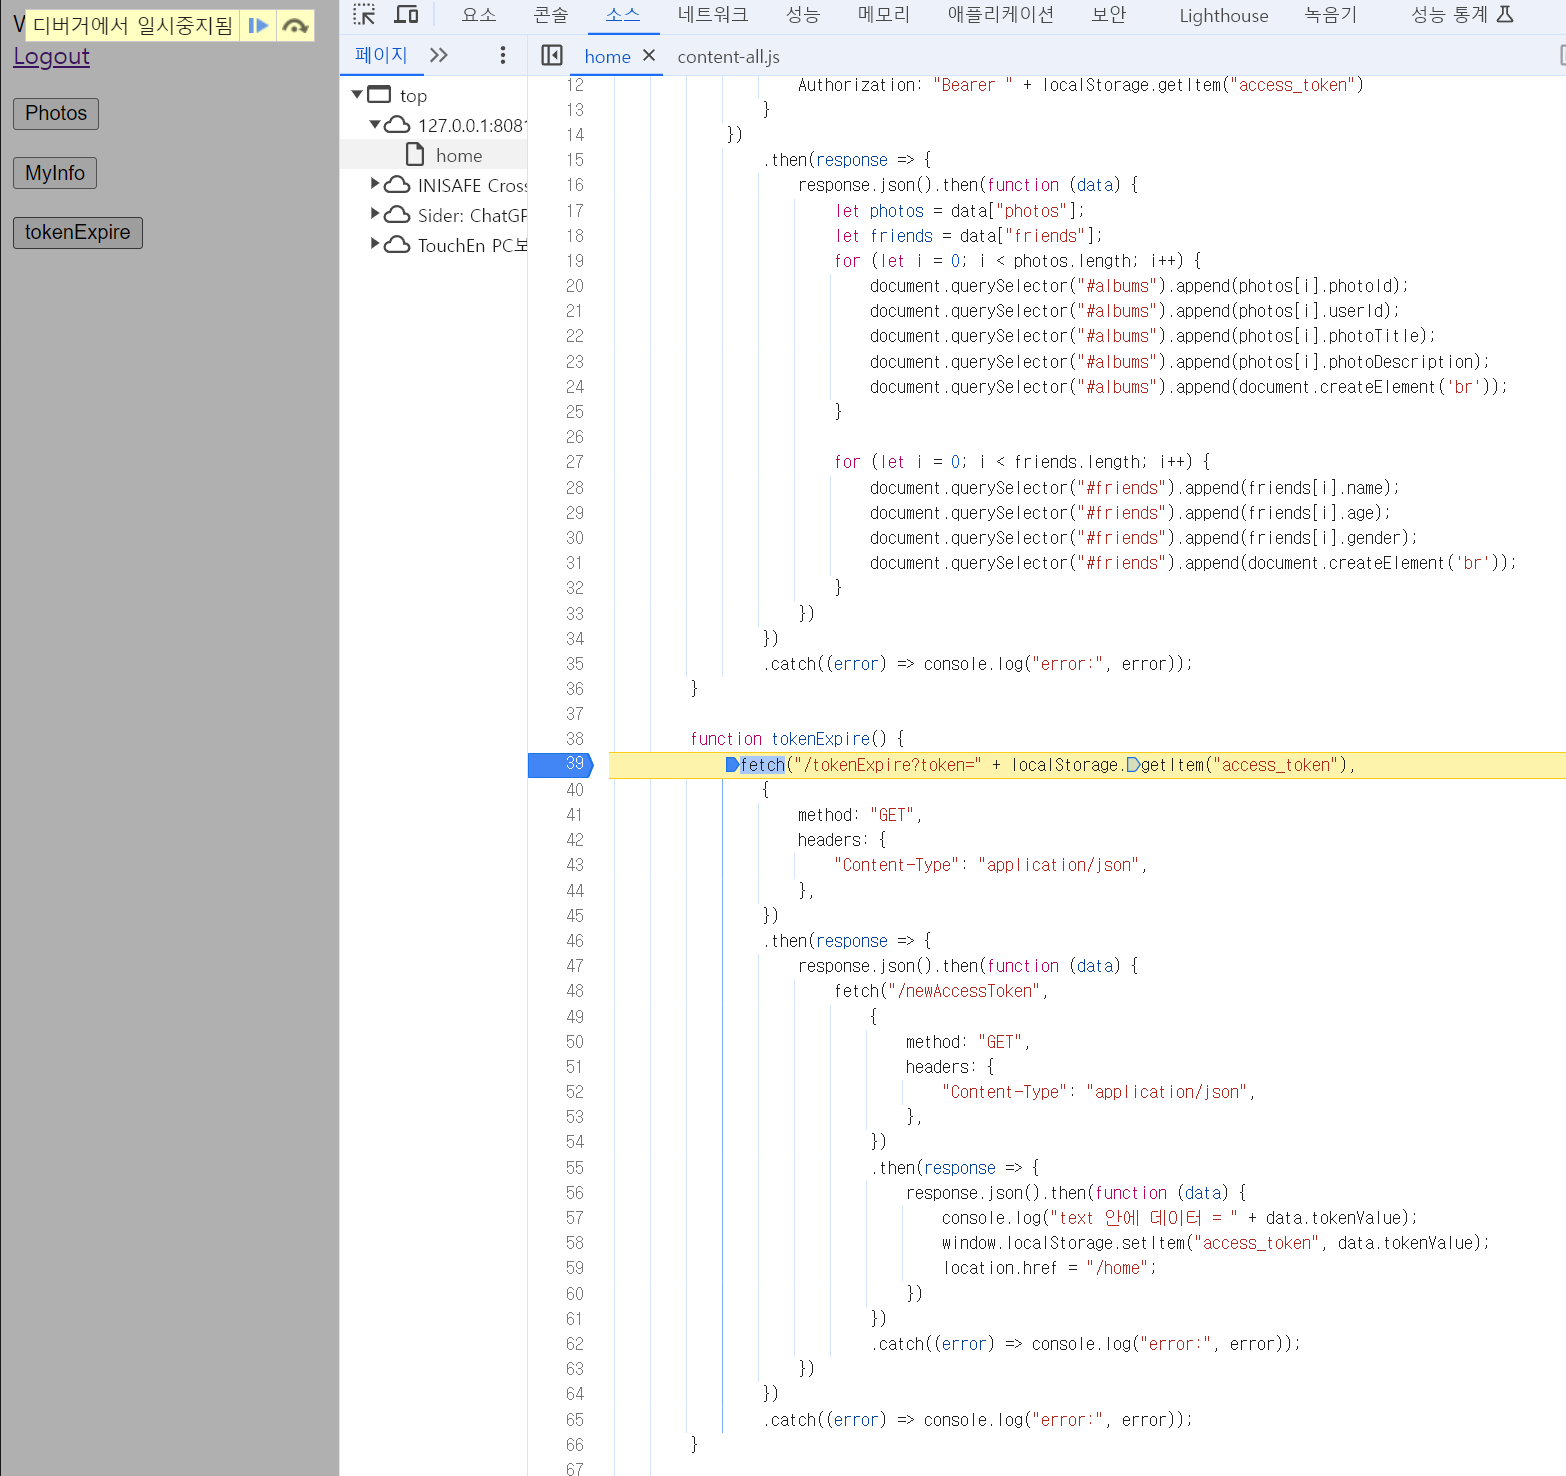 디버거에서 일시중지됨
Logout
Photos
MyInfo
tokenExpire
요소 콘솔 소스 네트워크 성능 메모리 애플리케이션 보안 Lighthouse 녹음기 성능 통계
페이지
home content-all.js
top
127.0.0.1:808
home
INISAFE Cros
Sider: ChatGP
TouchEn PC보
12 Authorization: "Bearer " + localStorage.getItem("access_token")
13 }
14 })
15 .then(response => {
16 response.json().then(function (data) {
17 let photos = data["photos"];
18 let friends = data["friends"];
19 for (let i = 0; i < photos.length; i++) {
20 document.querySelector("#albums").append(photos[i].photoId);
21 document.querySelector("#albums").append(photos[i].userId);
22 document.querySelector("#albums").append(photos[i].photoTitle);
23 document.querySelector("#albums").append(photos[i].photoDescription);
24 document.querySelector("#albums").append(document.createElement('br'));
25 }
26
27 for (let i = 0; i < friends.length; i++) {
28 document.querySelector("#friends").append(friends[i].name);
29 document.querySelector("#friends").append(friends[i].age);
30 document.querySelector("#friends").append(friends[i].gender);
31 document.querySelector("#friends").append(document.createElement('br'));
32 }
33 })
34 })
35 .catch((error) => console.log("error:", error));
36 }
37
38 function tokenExpire() {
39 fetch("/tokenExpire?token=" + localStorage.getItem("access_token"),
40 {
41 method: "GET",
42 headers: {
43 "Content-Type": "application/json",
44 },
45 })
46 .then(response => {
47 response.json().then(function (data) {
48 fetch("/newAccessToken",
49 {
50 method: "GET",
51 headers: {
52 "Content-Type": "application/json",
53 },
54 })
55 .then(response => {
56 response.json().then(function (data) {
57 console.log("text 안에 데이터 = " + data.tokenValue);
58 window.localStorage.setItem("access_token", data.tokenValue);
59 location.href = "/home";
60 })
61 })
62 .catch((error) => console.log("error:", error));
63 })
64 })
65 .catch((error) => console.log("error:", error));
66 }
67